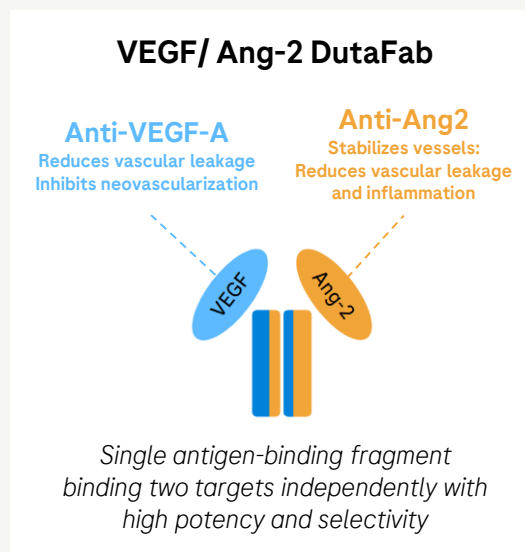 VEGF/ Ang-2 DutaFab
Anti-VEGF-A
Reduces vascular leakage
Inhibits neovascularization
Anti-Ang2
Stabilizes vessels:
Reduces vascular leakage
and inflammation
VEGF
Ang-2
Single antigen-binding fragment
binding two targets independently with
high potency and selectivity